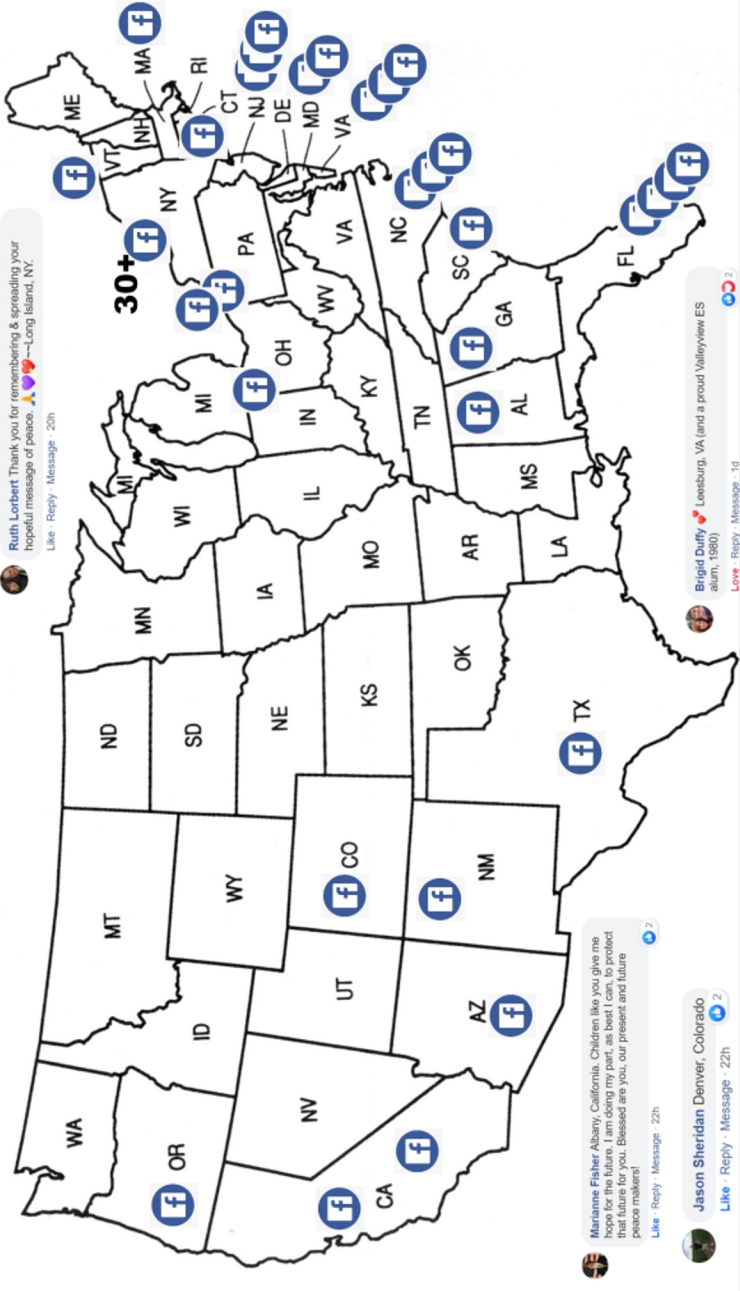 Ruth Lorbert Thank you for remembering & spreading your
hopeful message of peace. 🙏💜❤️‍🩹~~Long Island, NY.
Like · Reply · Message · 20h
30+
WA
OR
CA
NV
ID
MT
WY
UT
AZ
CO
NM
ND
SD
NE
KS
OK
TX
MN
IA
MO
AR
LA
WI
IL
MI
MI
IN
OH
KY
TN
MS
AL
GA
FL
SC
NC
VA
WV
PA
NY
VT
NH
ME
MA
RI
CT
NJ
DE
MD
VA
Marianne Fisher Albany, California. Children like you give me
hope for the future. I am doing my part, as best I can, to protect
that future for you. Blessed are you, our present and future
peace makers!
2
Like · Reply · Message · 22h
Jason Sheridan Denver, Colorado
2
Like · Reply · Message · 22h
Brigid Duffy 💕 Leesburg, VA (and a proud Valleyview ES
alum, 1980)
2
Love · Reply · Message · 1d